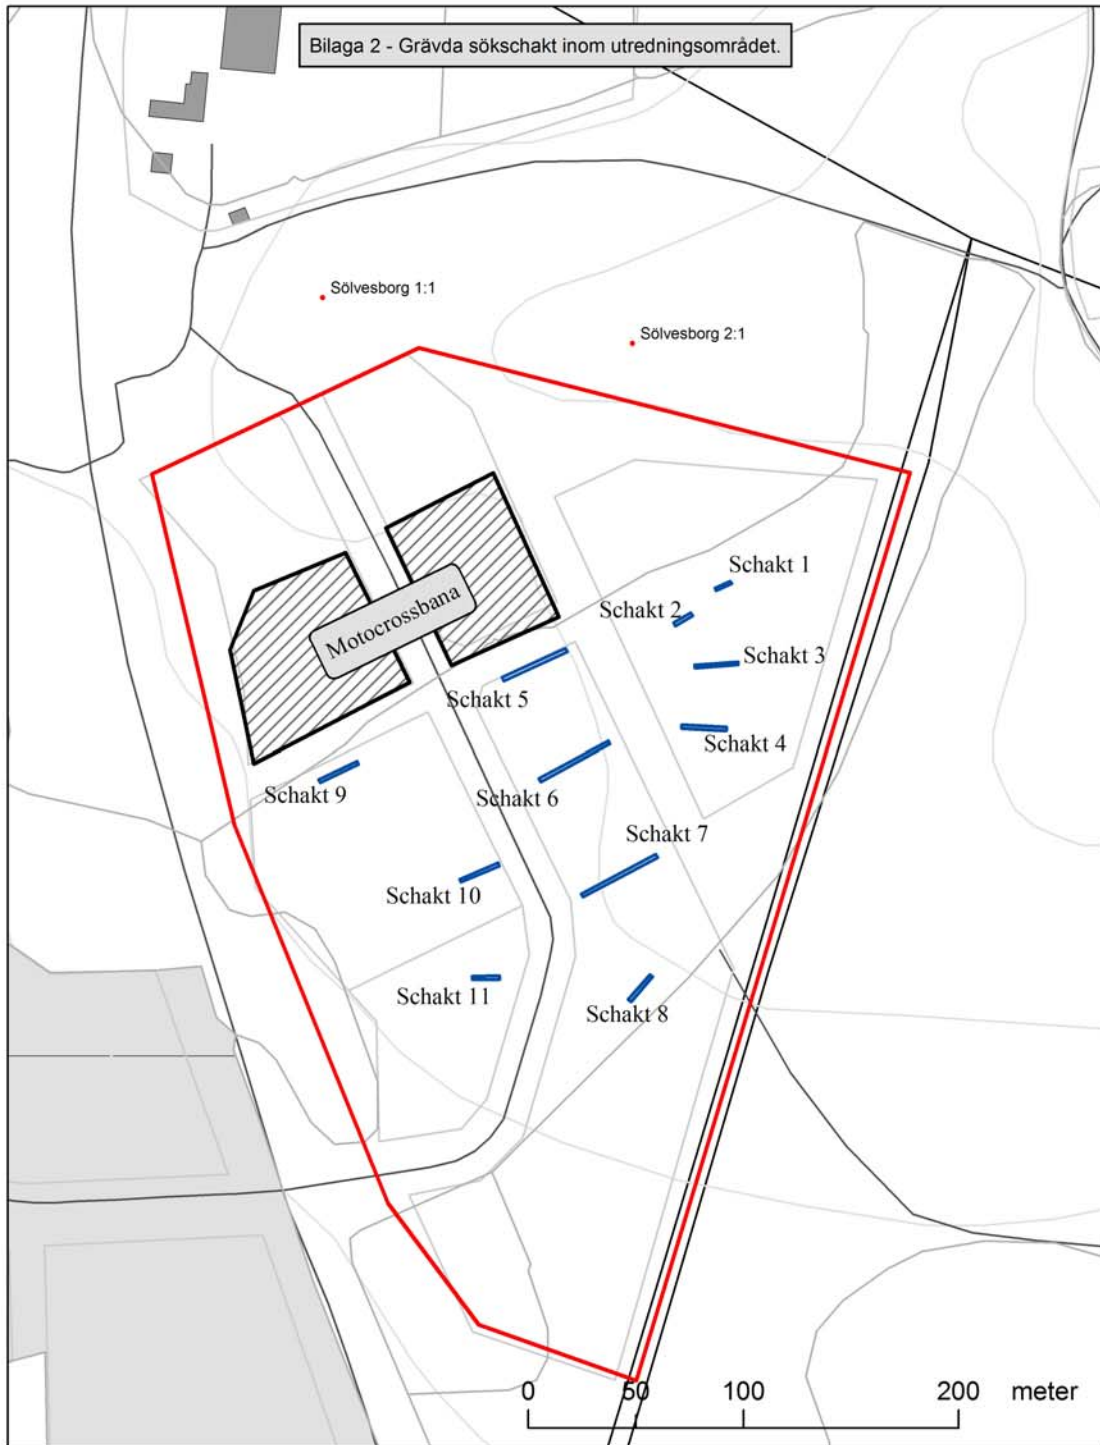 Bilaga 2 - Grävda sökschakt inom utredningsområdet.
Sölvesborg 1:1
Sölvesborg 2:1
Schakt 1
Schakt 2
Motocrossbana
Schakt 3
Schakt 5
Schakt 4
Schakt 9
Schakt 6
Schakt 7
Schakt 10
Schakt 11
Schakt 8
0 50 100 200 meter